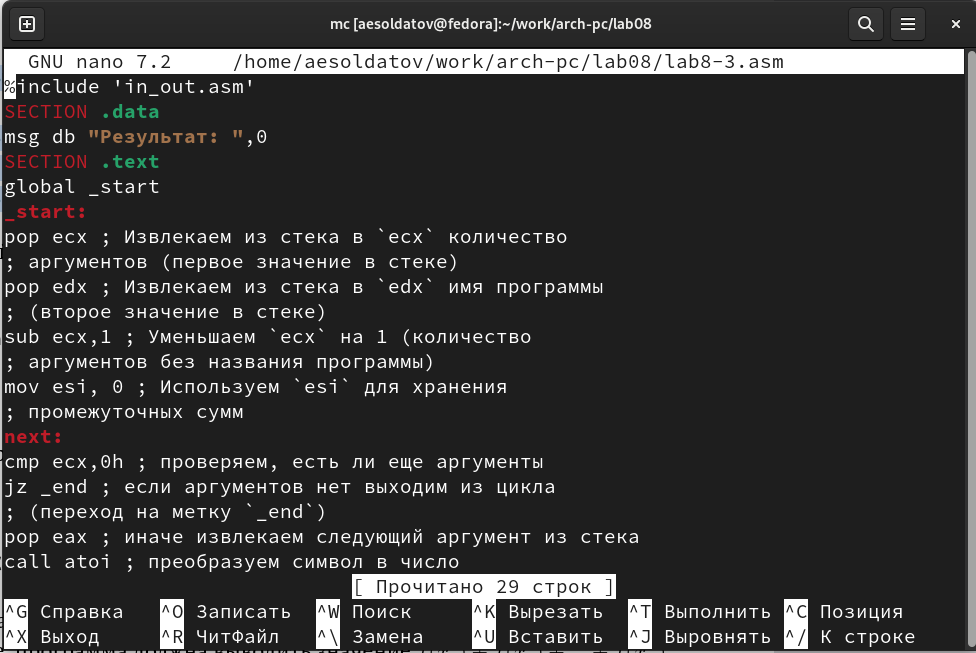 mc [aesoldatov@fedora]:~/work/arch-pc/lab08
GNU nano 7.2 /home/aesoldatov/work/arch-pc/lab08/lab8-3.asm
%include 'in_out.asm'
SECTION .data
msg db "Результат: ",0
SECTION .text
global _start
_start:
pop ecx ; Извлекаем из стека в `ecx` количество
; аргументов (первое значение в стеке)
pop edx ; Извлекаем из стека в `edx` имя программы
; (второе значение в стеке)
sub ecx,1 ; Уменьшаем `ecx` на 1 (количество
; аргументов без названия программы)
mov esi, 0 ; Используем `esi` для хранения
; промежуточных сумм
next:
cmp ecx,0h ; проверяем, есть ли еще аргументы
jz _end ; если аргументов нет выходим из цикла
; (переход на метку `_end`)
pop eax ; иначе извлекаем следующий аргумент из стека
call atoi ; преобразуем символ в число
[ Прочитано 29 строк ]
^G Справка ^O Записать ^W Поиск ^K Вырезать ^T Выполнить ^C Позиция
^X Выход ^R ЧитФайл ^\ Замена ^U Вставить ^J Выровнять ^/ К строке